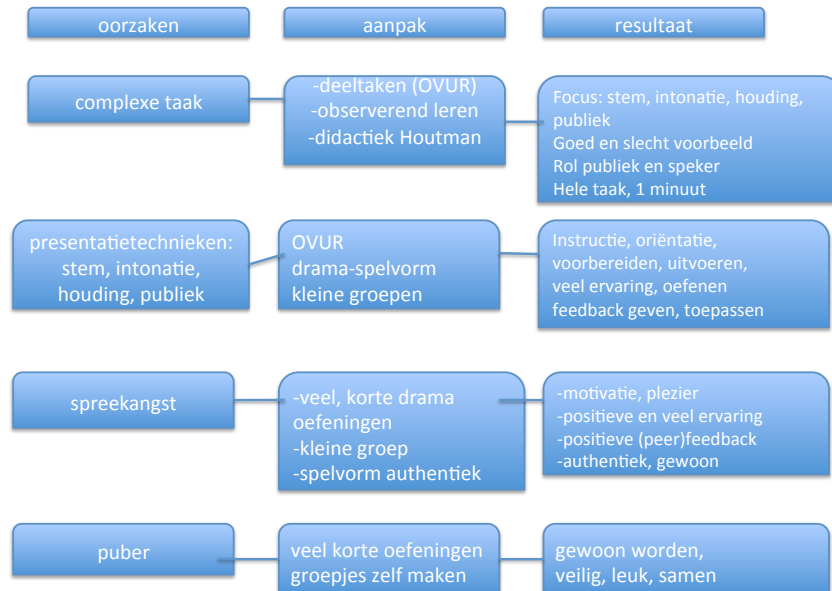 oorzaken
aanpak
resultaat
complexe taak
-deeltaken (OVUR)
-observerend leren
-didactiek Houtman
Focus: stem, intonatie, houding,
publiek
Goed en slecht voorbeeld
Rol publiek en speker
Hele taak, 1 minuut
presentatietechnieken:
stem, intonatie,
houding, publiek
OVUR
drama-spelvorm
kleine groepen
Instructie, oriëntatie,
voorbereiden, uitvoeren,
veel ervaring, oefenen
feedback geven, toepassen
spreekangst
-veel, korte drama
oefeningen
-kleine groep
-spelvorm authentiek
-motivatie, plezier
-positieve en veel ervaring
-positieve (peer)feedback
-authentiek, gewoon
puber
veel korte oefeningen
groepjes zelf maken
gewoon worden,
veilig, leuk, samen